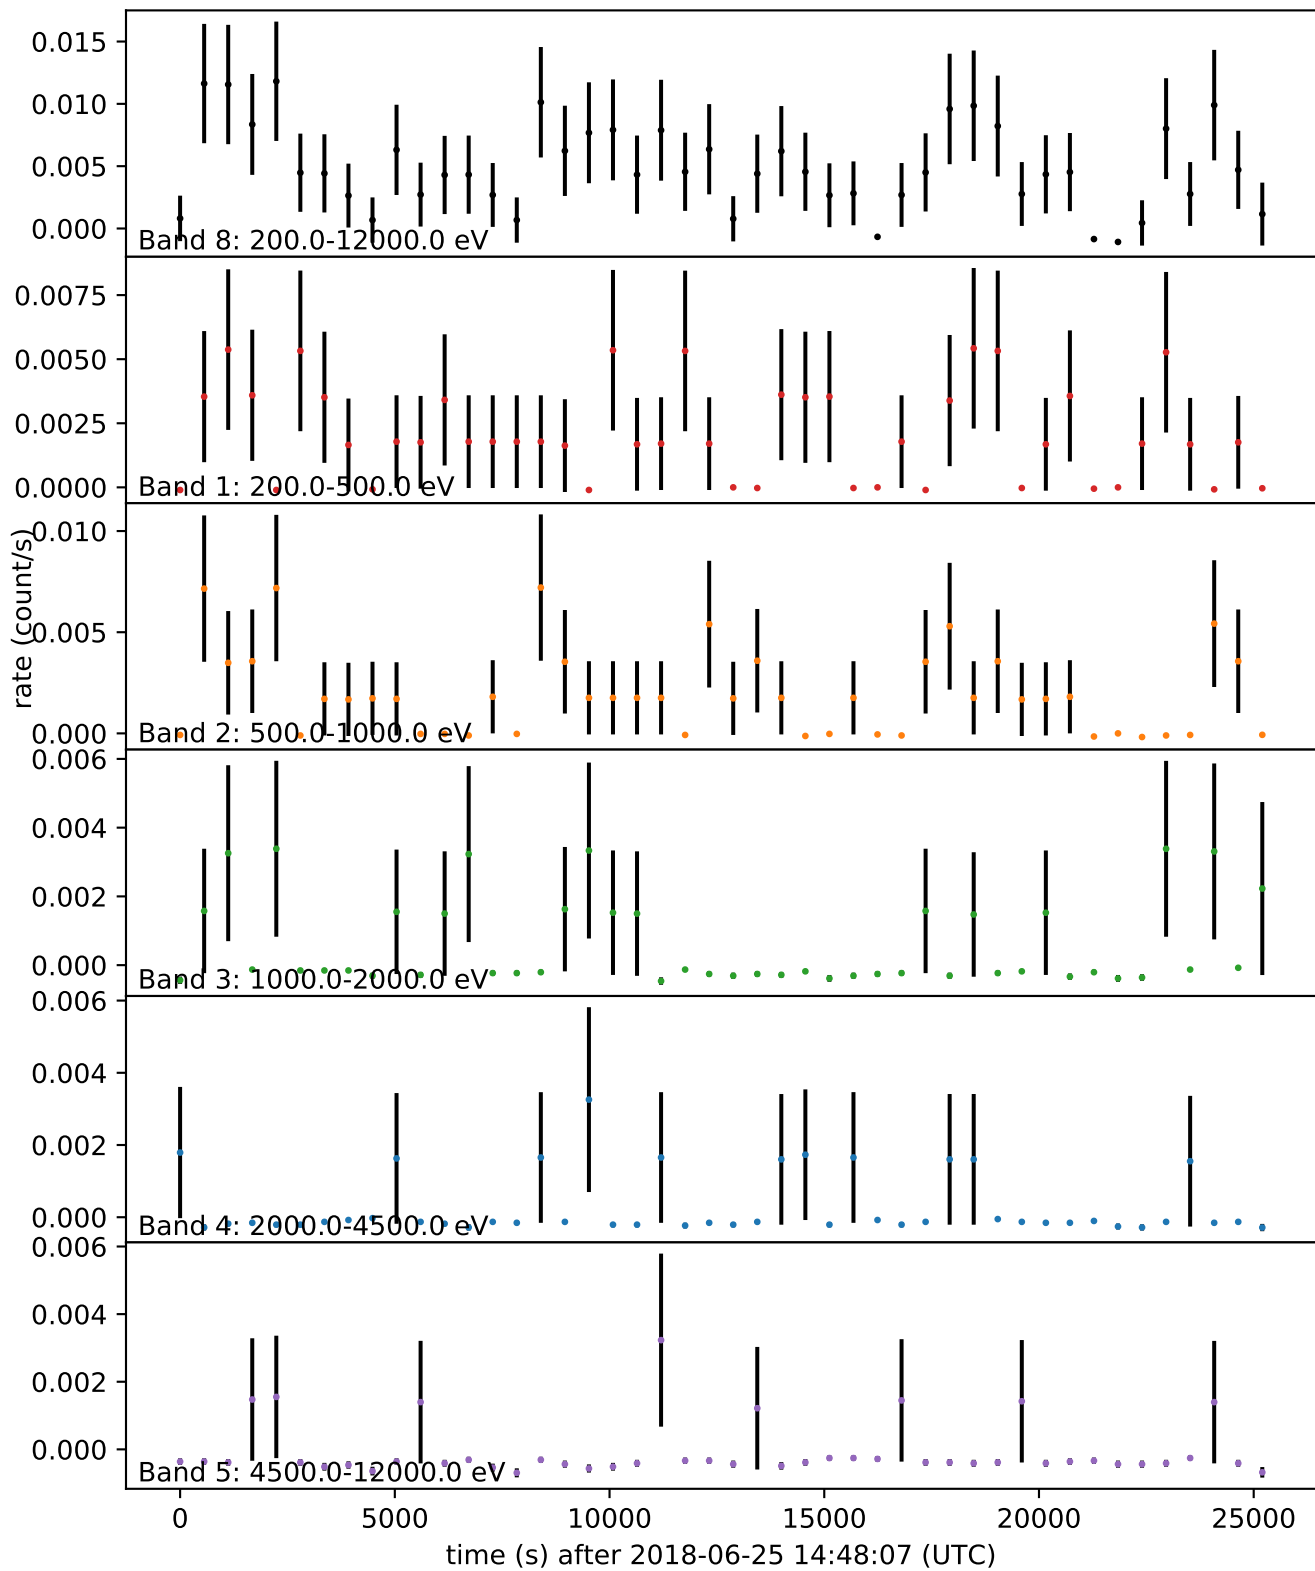 0.015
0.010
0.005
0.000
Band 8: 200.0-12000.0 eV
0.0075
0.0050
0.0025
0.0000
Band 1: 200.0-500.0 eV
rate (count/s)
0.010
0.005
0.000
Band 2: 500.0-1000.0 eV
0.006
0.004
0.002
0.000
Band 3: 1000.0-2000.0 eV
0.006
0.004
0.002
0.000
Band 4: 2000.0-4500.0 eV
0.006
0.004
0.002
0.000
Band 5: 4500.0-12000.0 eV
0 5000 10000 15000 20000 25000
time (s) after 2018-06-25 14:48:07 (UTC)